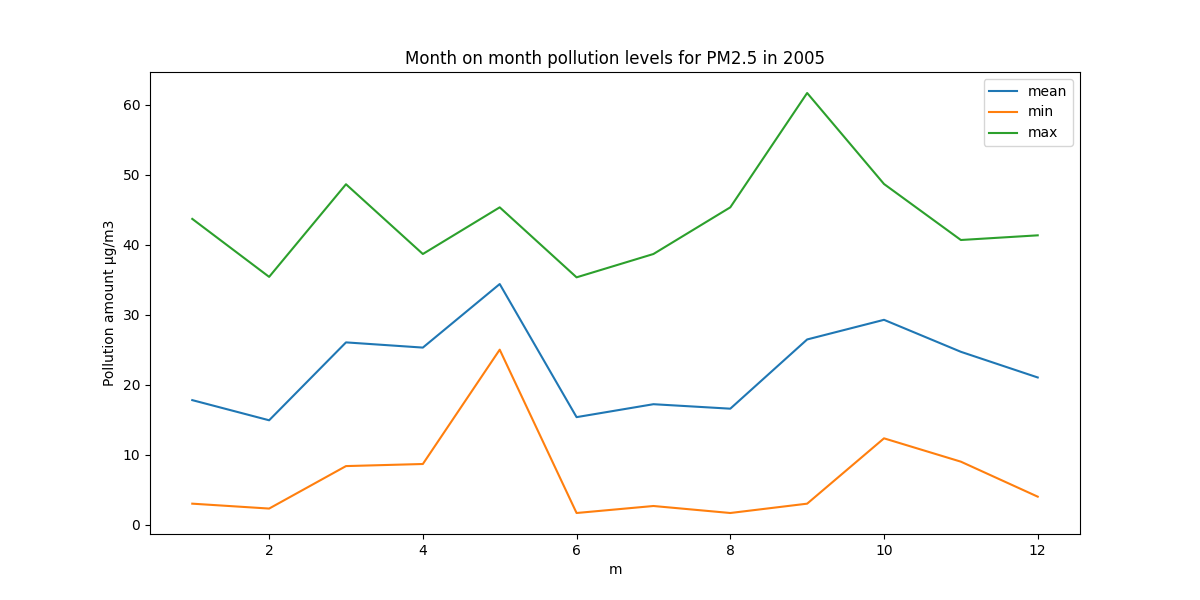 Month on month pollution levels for PM2.5 in 2005
mean
min
max
Pollution amount µg/m3
60
50
40
30
20
10
0
2 4 6 8 10 12
m